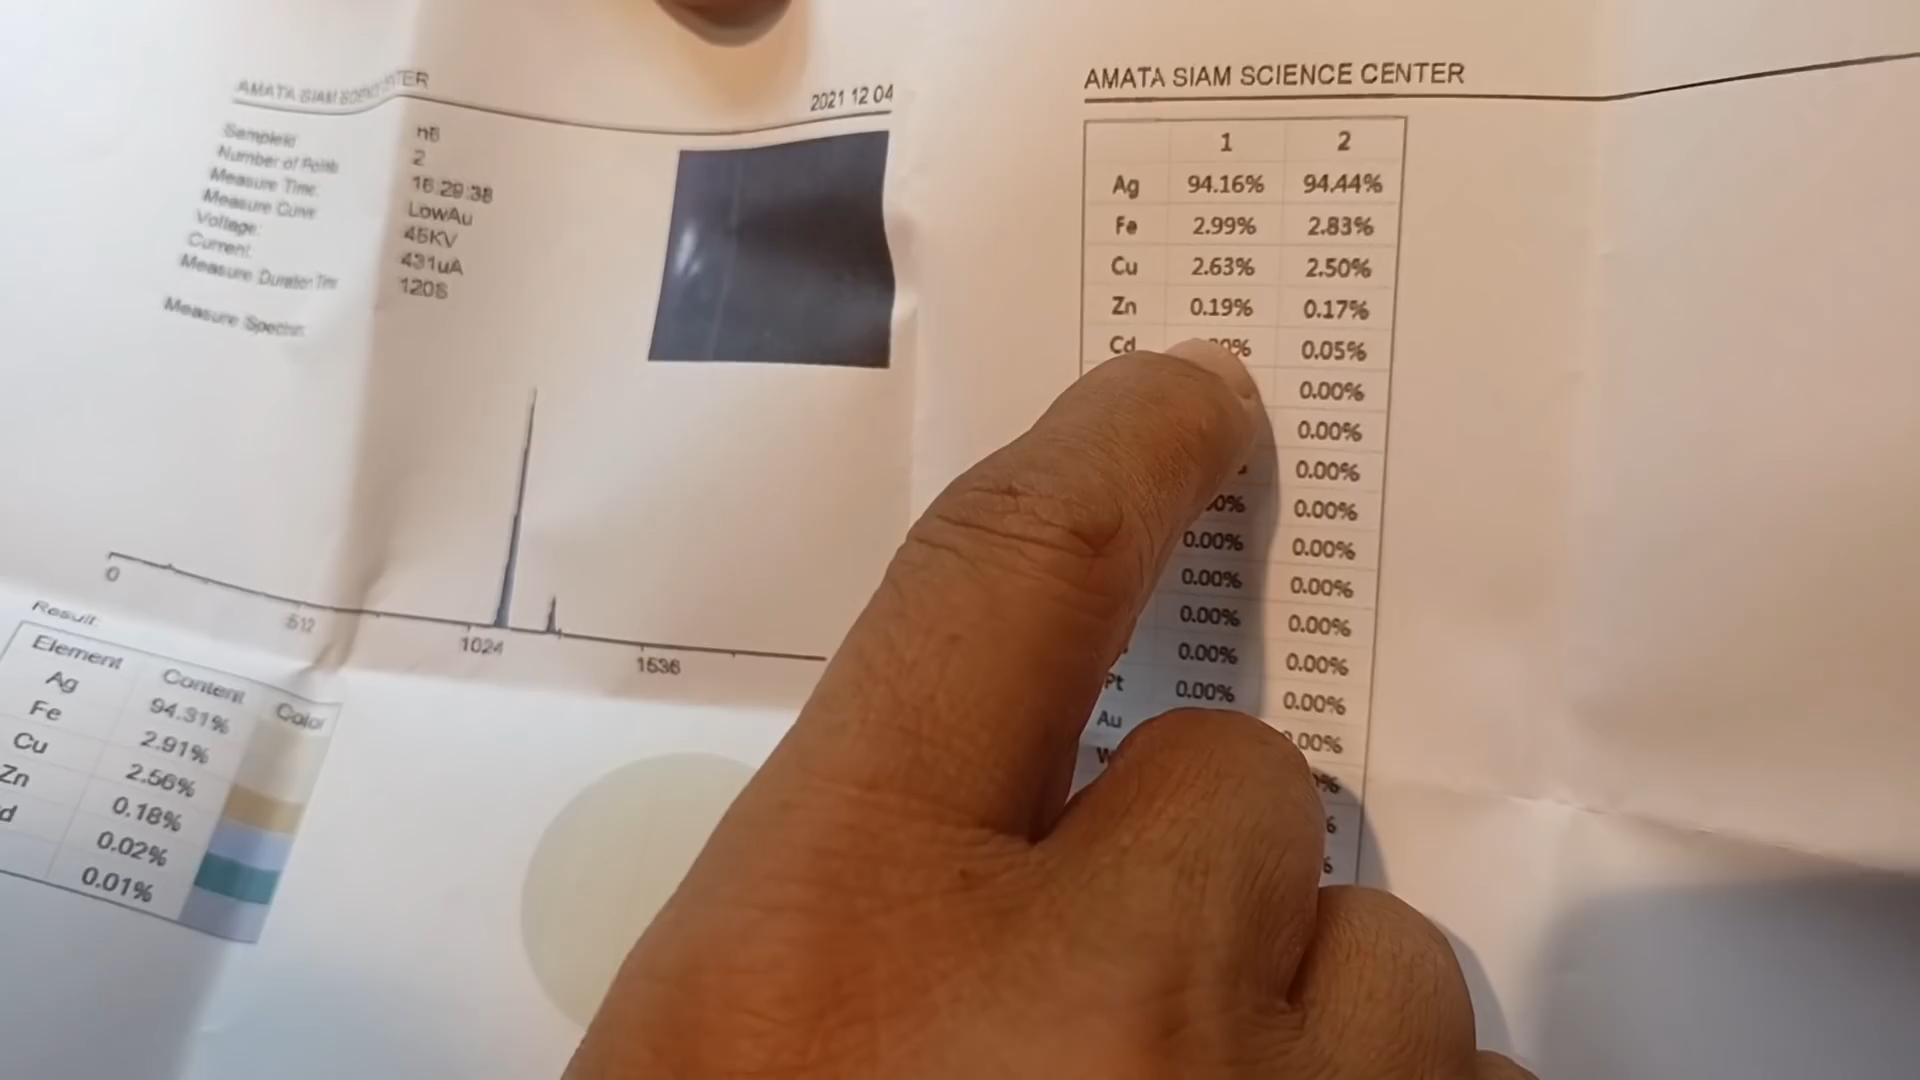 AMATA SIAM SCIENCE CENTER
2021 12 04
SampleId n6
Number of Points 2
Measure Time: 16:29:38
Measure Curve LowAu
Voltage: 45KV
Current: 431uA
Measure Duration Time 120S
Measure Spectrn
0 512 1024 1536
Result:
Element Content Color
Ag 94.31%
Fe 2.91%
Cu 2.56%
Zn 0.18%
d 0.02%
0.01%
AMATA SIAM SCIENCE CENTER
1 2
Ag 94.16% 94.44%
Fe 2.99% 2.83%
Cu 2.63% 2.50%
Zn 0.19% 0.17%
Cd 0.05%
0.00%
0.00%
0.00%
0.00%
0.00% 0.00%
0.00% 0.00%
0.00% 0.00%
0.00% 0.00%
Pt 0.00% 0.00%
Au .00%
W %